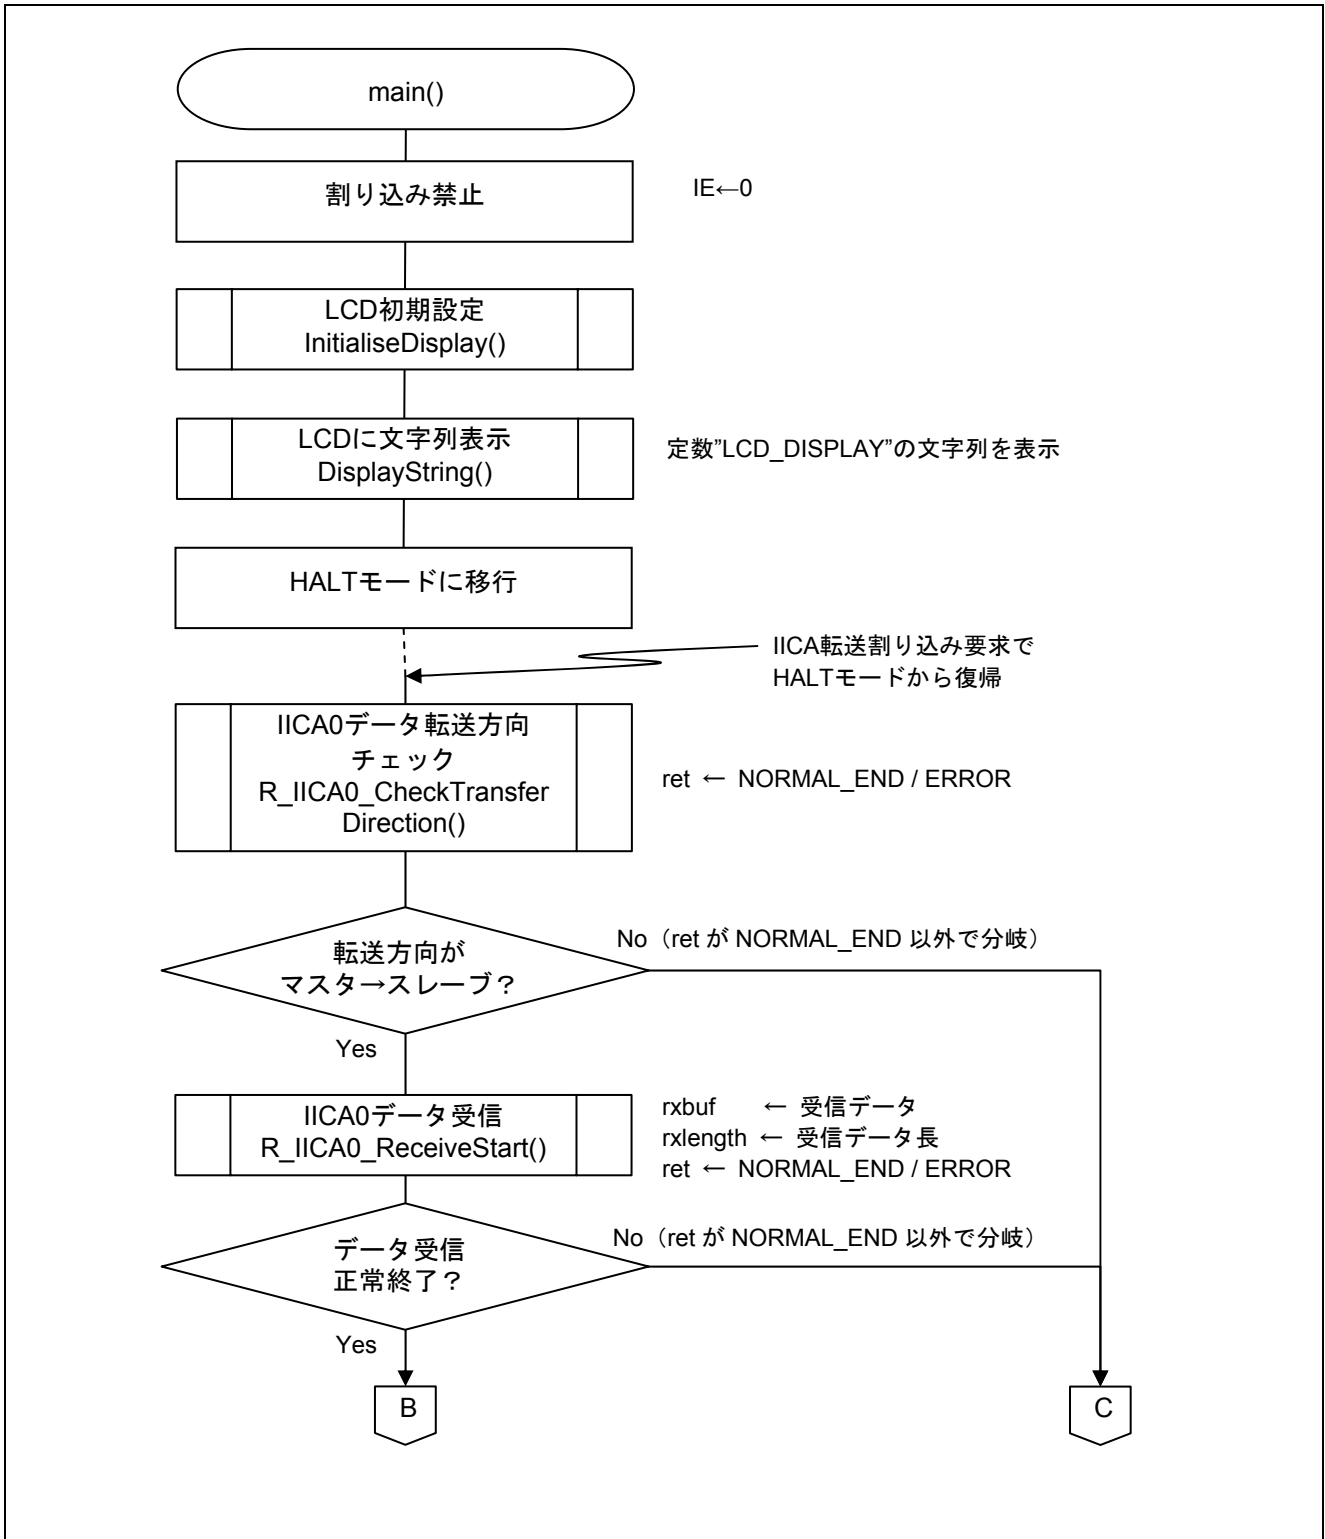 main()
割り込み禁止
IE←0
LCD初期設定
InitialiseDisplay()
LCDに文字列表示
DisplayString()
定数”LCD_DISPLAY”の文字列を表示
HALTモードに移行
IICA転送割り込み要求で
HALTモードから復帰
IICA0データ転送方向
チェック
R_IICA0_CheckTransfer
Direction()
ret ← NORMAL_END / ERROR
転送方向が
マスタ→スレーブ？
No（ret が NORMAL_END 以外で分岐）
Yes
IICA0データ受信
R_IICA0_ReceiveStart()
rxbuf ← 受信データ
rxlength ← 受信データ長
ret ← NORMAL_END / ERROR
データ受信
正常終了？
No（ret が NORMAL_END 以外で分岐）
Yes
B
C